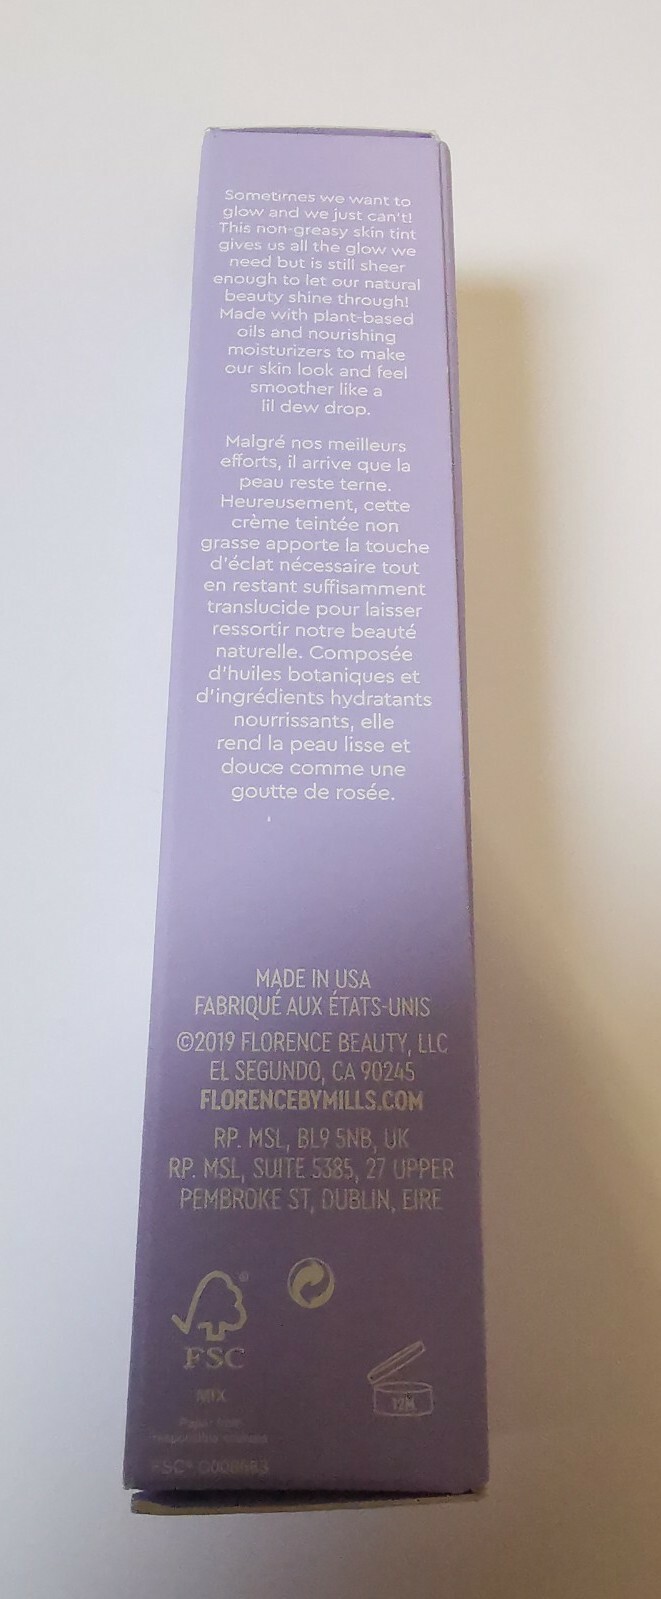 Sometimes we want to
glow and we just can't!
This non-greasy skin tint
gives us all the glow we
need but is still sheer
enough to let our natural
beauty shine through!
Made with plant-based
oils and nourishing
moisturizers to make
our skin look and feel
smoother like a
lil dew drop.
Malgré nos meilleurs
efforts, il arrive que la
peau reste terne.
Heureusement, cette
crème teintée non
grasse apporte la touche
d'éclat nécessaire tout
en restant suffisamment
translucide pour laisser
ressortir notre beauté
naturelle. Composée
d'huiles botaniques et
d'ingrédients hydratants
nourrissants, elle
rend la peau lisse et
douce comme une
goutte de rosée.
MADE IN USA
FABRIQUÉ AUX ÉTATS-UNIS
©2019 FLORENCE BEAUTY, LLC
EL SEGUNDO, CA 90245
FLORENCEBYMILLS.COM
RP. MSL, BL9 5NB, UK
RP. MSL, SUITE 5385, 27 UPPER
PEMBROKE ST, DUBLIN, EIRE
®
FSC
MIX
12M
Paper from
responsible sources
FSC®